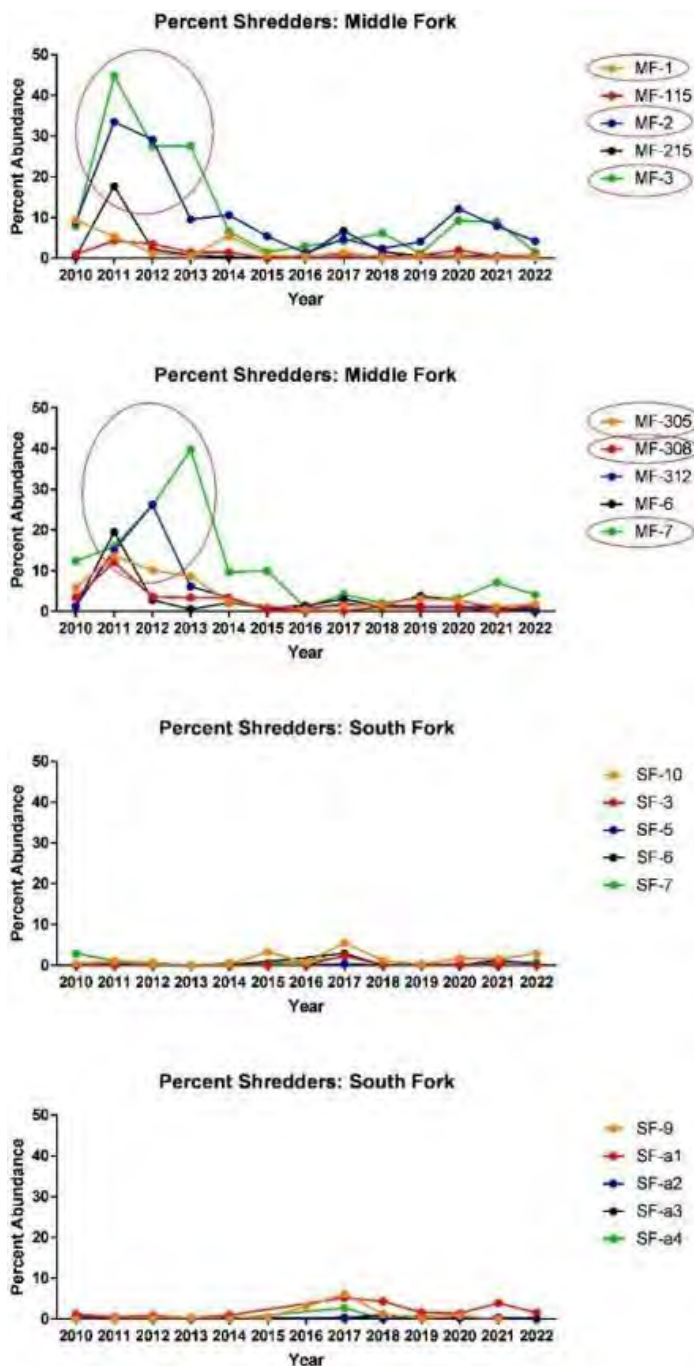 Percent Shredders: Middle Fork
Percent Abundance
50
40
30
20
10
0
2010 2011 2012 2013 2014 2015 2016 2017 2018 2019 2020 2021 2022
Year
MF-1
MF-115
MF-2
MF-215
MF-3
Percent Shredders: Middle Fork
Percent Abundance
50
40
30
20
10
0
2010 2011 2012 2013 2014 2015 2016 2017 2018 2019 2020 2021 2022
Year
MF-305
MF-308
MF-312
MF-6
MF-7
Percent Shredders: South Fork
Percent Abundance
50
40
30
20
10
0
2010 2011 2012 2013 2014 2015 2016 2017 2018 2019 2020 2021 2022
Year
SF-10
SF-3
SF-5
SF-6
SF-7
Percent Shredders: South Fork
Percent Abundance
50
40
30
20
10
0
2010 2011 2012 2013 2014 2015 2016 2017 2018 2019 2020 2021 2022
Year
SF-9
SF-a1
SF-a2
SF-a3
SF-a4